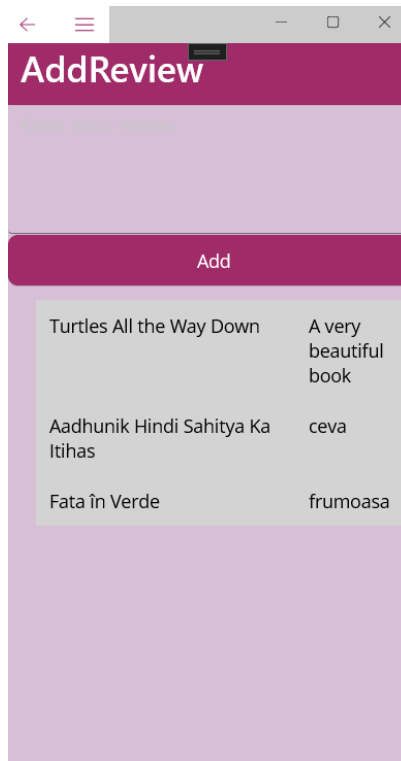 AddReview
Add
Turtles All the Way Down
A very
beautiful
book
Aadhunik Hindi Sahitya Ka
Itihas
ceva
Fata în Verde
frumoasa